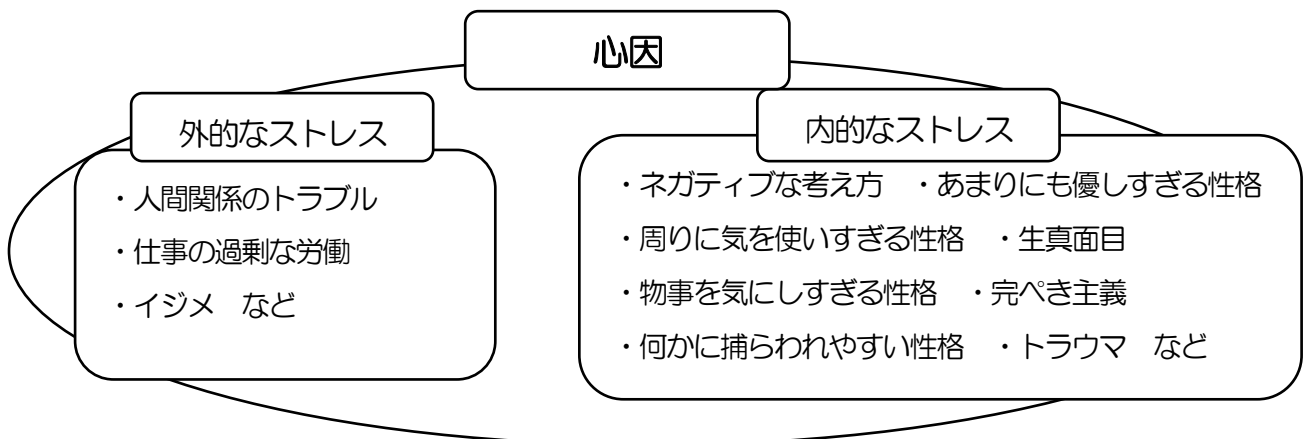 心因
外的なストレス
・人間関係のトラブル
・仕事の過剰な労働
・イジメ　など
内的なストレス
・ネガティブな考え方　・あまりにも優しすぎる性格
・周りに気を使いすぎる性格　・生真面目
・物事を気にしすぎる性格　・完ぺき主義
・何かに捕らわれやすい性格　・トラウマ　など